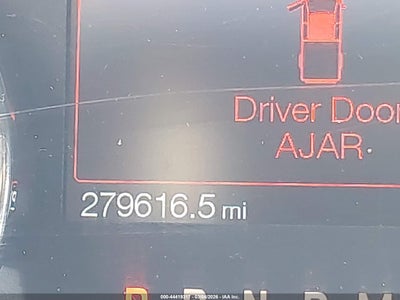 Driver Door
AJAR
279616.5 mi
P R N D M